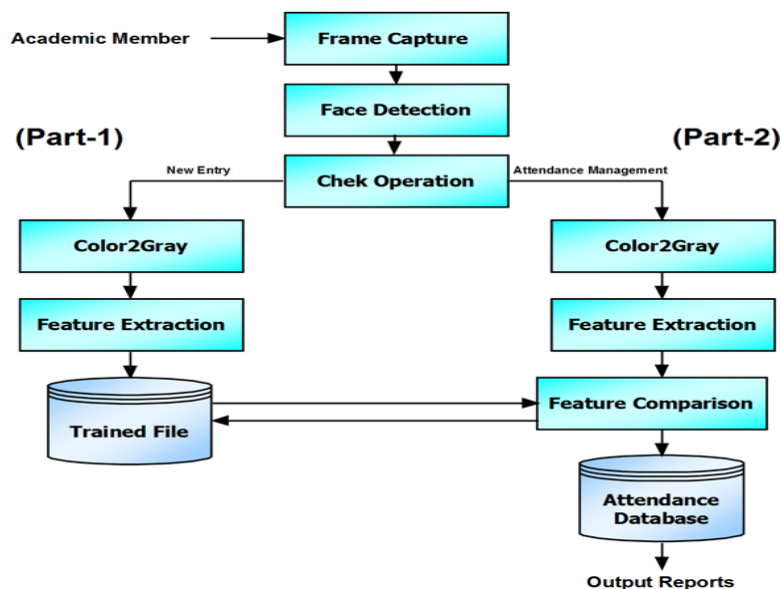 Academic Member
Frame Capture
Face Detection
(Part-1)
(Part-2)
New Entry
Chek Operation
Attendance Management
Color2Gray
Color2Gray
Feature Extraction
Feature Extraction
Trained File
Feature Comparison
Attendance
Database
Output Reports